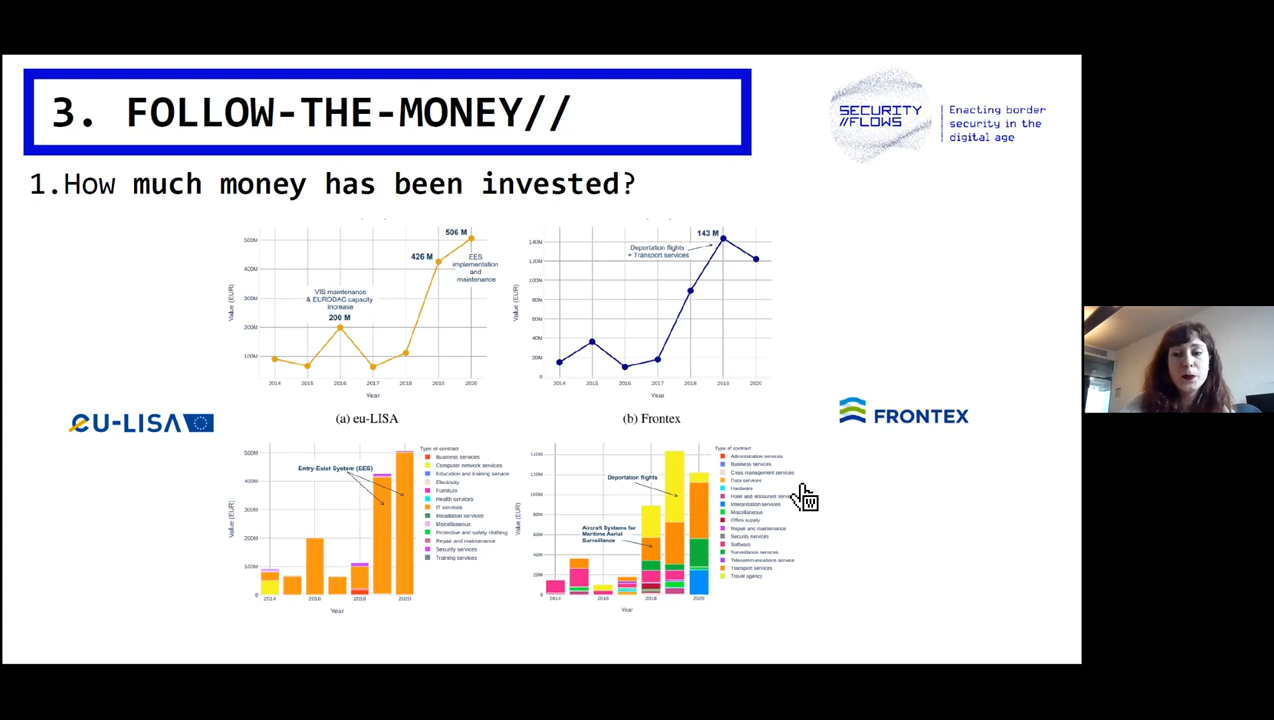 3. FOLLOW-THE-MONEY//
SECURITY
//FLOWS
Enacting border
security in the
digital age
1.How much money has been invested?
506 M
500M
426 M
EES
implementation
and
maintenance
400M
VIS maintenance
& EURODAC capacity
increase
300M
200 M
200M
100M
Value (EUR)
2014
2015
2016
2017
2018
2019
2020
Year
(a) eu-LISA
143 M
140M
Deportation flights
+ Transport services
120M
100M
80M
60M
40M
20M
0
Value (EUR)
2014
2015
2016
2017
2018
2019
2020
Year
(b) Frontex
eu-LISA
FRONTEX
500M
400M
300M
200M
100M
0
Value (EUR)
Entry-Exist System (EES)
2014
2016
2018
2020
Year
Type of contract
Business services
Computer network services
Education and training service
Electricity
Furniture
Health services
IT services
Installation services
Miscellaneous
Protective and safety clothing
Repair and maintenance
Security services
Training services
140M
120M
100M
80M
60M
40M
20M
0
Value (EUR)
Deportation flights
Aircraft Systems for
Maritime Aerial
Surveillance
2014
2016
2018
2020
Year
Type of contract
Administration services
Business services
Crisis management services
Data services
Hardware
Hotel and restaurant
Interpretation services
Miscellaneous
Office supply
Repair and maintenance
Security services
Software
Surveillance services
Telecommunications service
Transport services
Travel agency